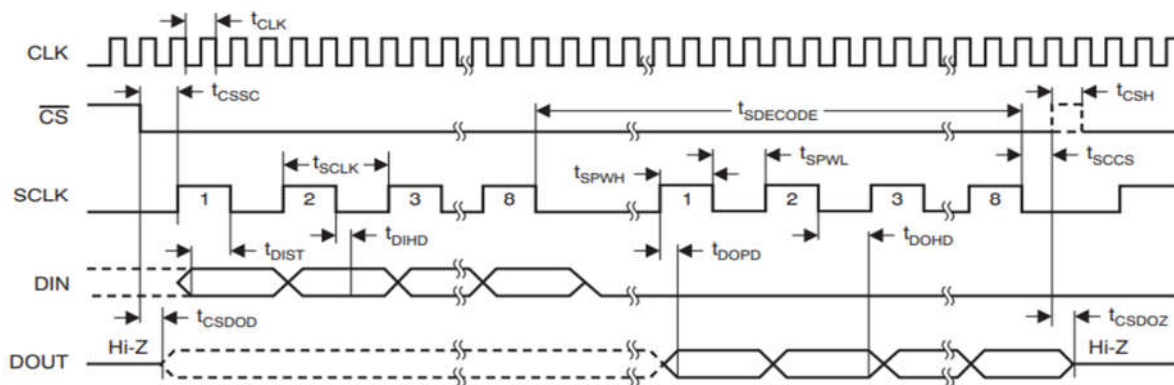 tCLK
CLK
tCSSC
tCSH
CS
tSDECODE
tSCLK
tSPWH
tSPWL
tSCCS
SCLK
1 2 3 8 1 2 3 8
tDIST
tDIHD
tDOPD
tDOHD
DIN
tCSDOD
tCSDOZ
DOUT
Hi-Z
Hi-Z